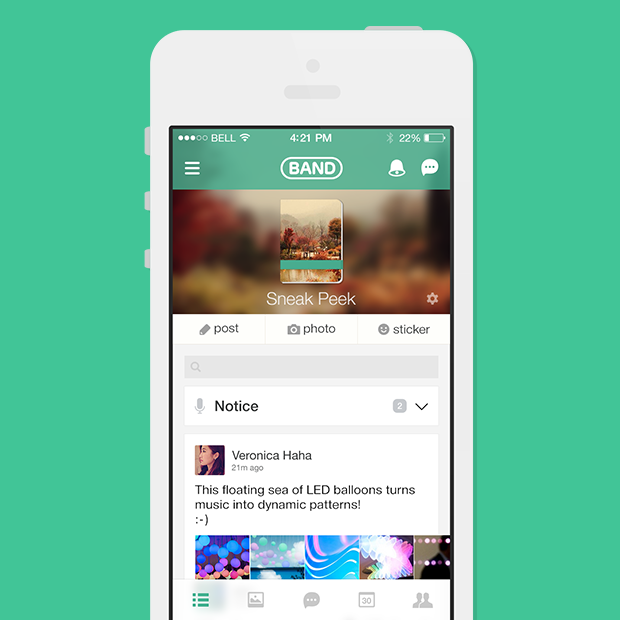 BELL 4:21 PM 22%
BAND
Sneak Peek
post photo sticker
Notice 2
Veronica Haha
21m ago
This floating sea of LED balloons turns
music into dynamic patterns!
:-)
30